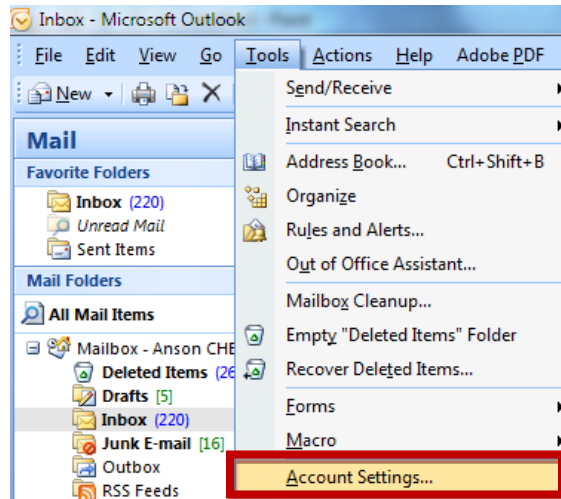 Inbox - Microsoft Outlook
File Edit View Go Tools Actions Help Adobe PDF
New
Mail
Favorite Folders
Inbox (220)
Unread Mail
Sent Items
Mail Folders
All Mail Items
Mailbox - Anson CHE
Deleted Items (26
Drafts [5]
Inbox (220)
Junk E-mail [16]
Outbox
RSS Feeds
Send/Receive
Instant Search
Address Book... Ctrl+Shift+B
Organize
Rules and Alerts...
Out of Office Assistant...
Mailbox Cleanup...
Empty "Deleted Items" Folder
Recover Deleted Items...
Forms
Macro
Account Settings...